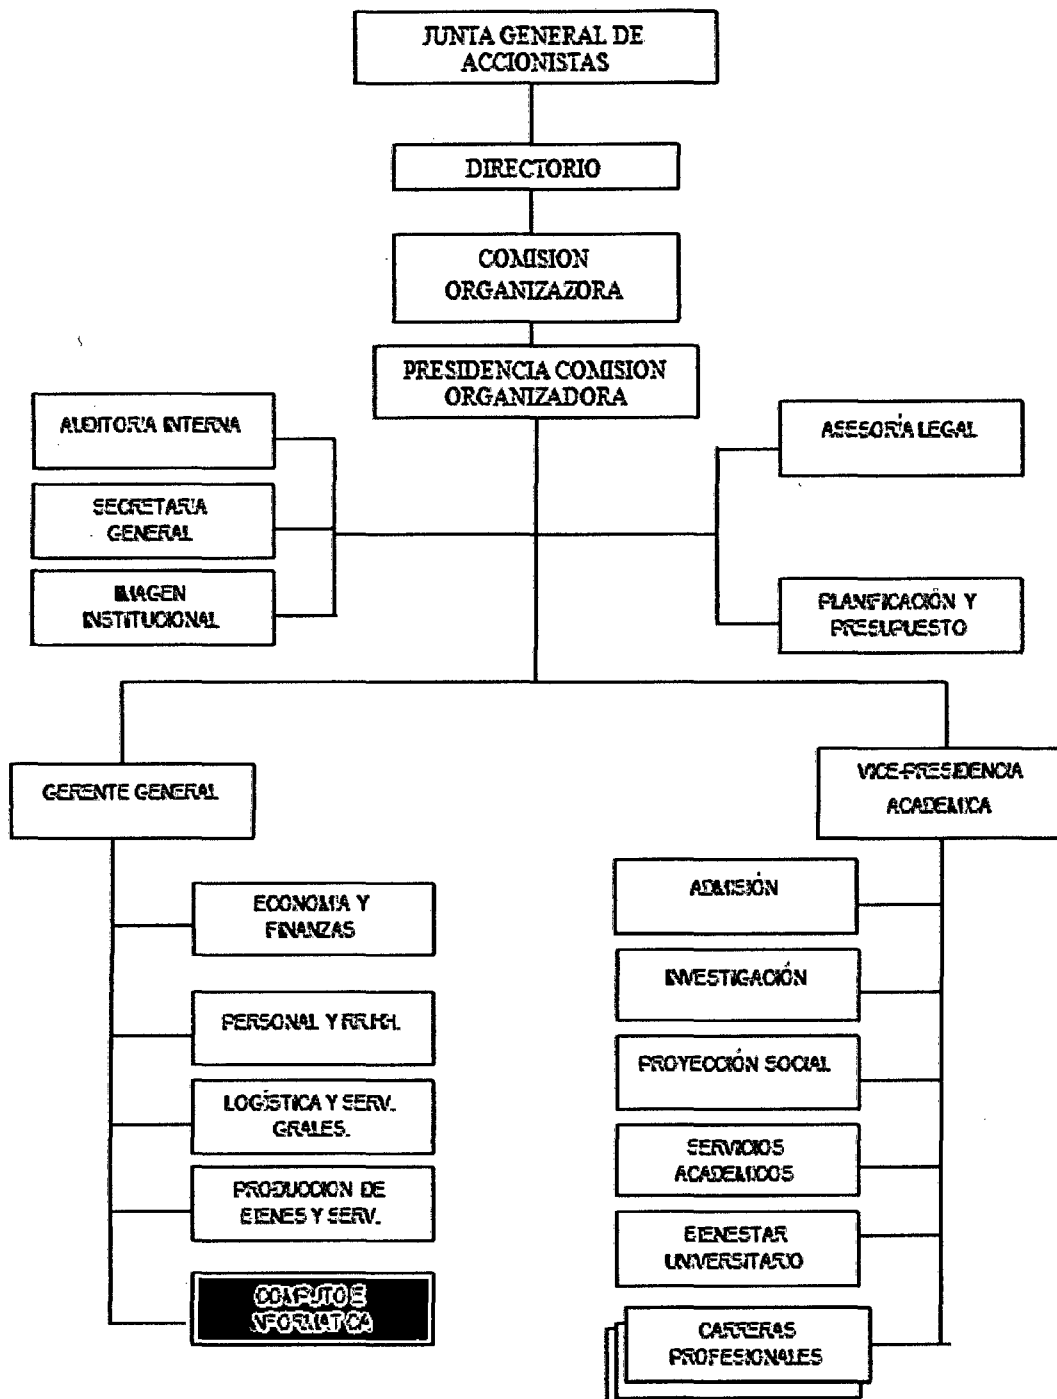 JUNTA GENERAL DE
ACCIONISTAS
DIRECTORIO
COMISION
ORGANIZAZORA
PRESIDENCIA COMISION
ORGANIZADORA
AUDITORIA INTERNA
SECRETARIA
GENERAL
IMAGEN
INSTITUCIONAL
ASESORÍA LEGAL
PLANIFICACIÓN Y
PRESUPUESTO
GERENTE GENERAL
VICE-PRESIDENCIA
ACADEMICA
ECONOMIA Y
FINANZAS
PERSONAL Y RR.HH.
LOGÍSTICA Y SERV.
GRALES.
PRODUCCION DE
BIENES Y SERV.
COMPUTO E
INFORMATICA
ADMISIÓN
INVESTIGACIÓN
PROYECCIÓN SOCIAL
SERVICIOS
ACADEMICOS
BIENESTAR
UNIVERSITARIO
CARRERAS
PROFESIONALES